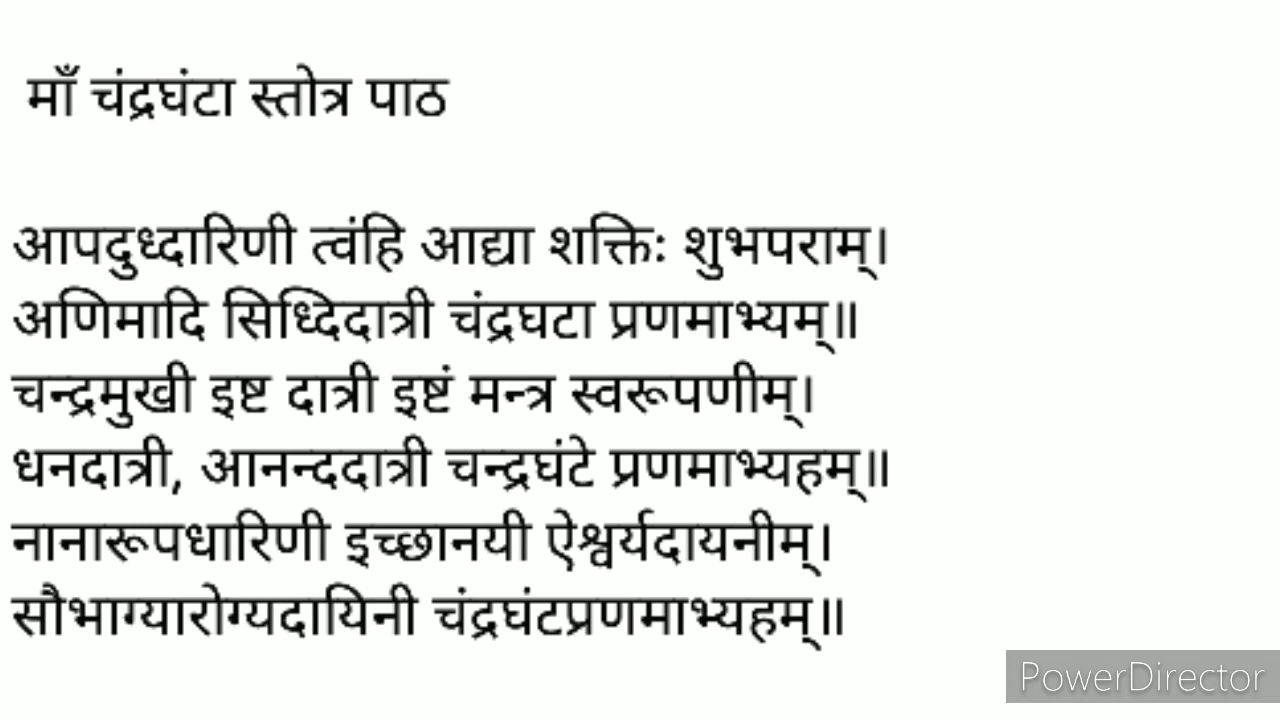 माँ चंद्रघंटा स्तोत्र पाठ
आपदुध्दारिणी त्वंहि आद्या शक्तिः शुभपराम्।
अणिमादि सिध्दिदात्री चंद्रघटा प्रणमाभ्यम्॥
चन्द्रमुखी इष्ट दात्री इष्टं मन्त्र स्वरूपणीम्।
धनदात्री, आनन्ददात्री चन्द्रघंटे प्रणमाभ्यहम्॥
नानारूपधारिणी इच्छानयी ऐश्वर्यदायनीम्।
सौभाग्यारोग्यदायिनी चंद्रघंटप्रणमाभ्यहम्॥
PowerDirector